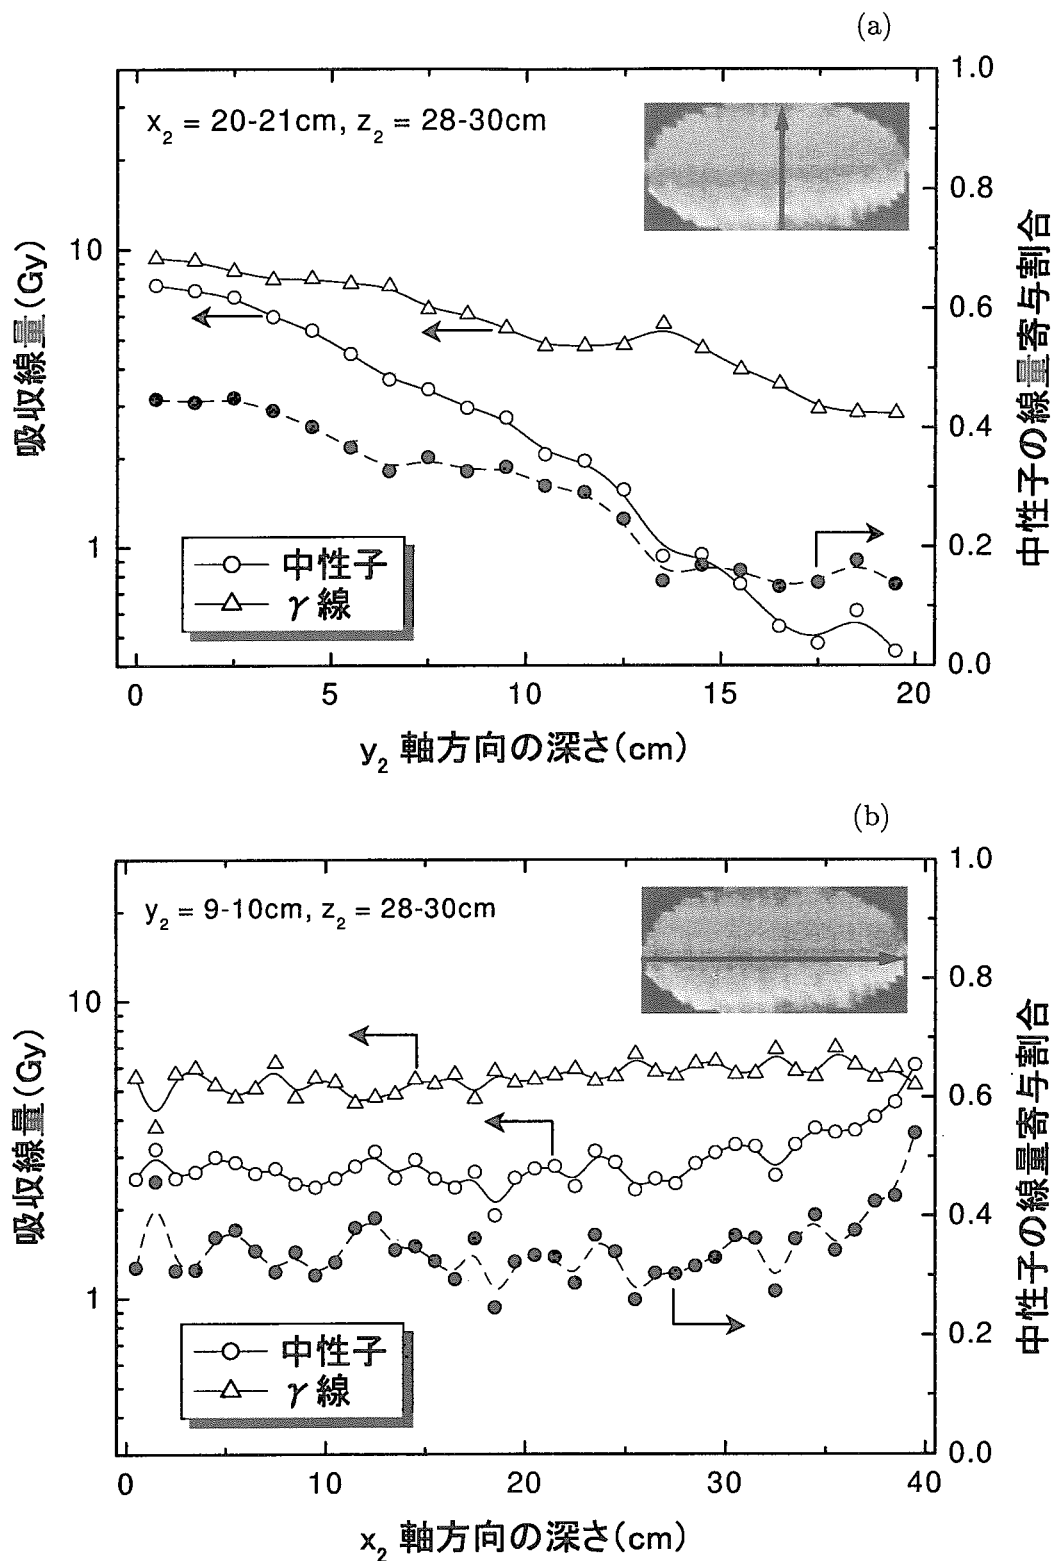 (a)
x2 = 20-21cm, z2 = 28-30cm
吸収線量(Gy)
10
1
1.0
0.8
0.6
0.4
0.2
0.0
中性子の線量寄与割合
中性子
γ線
0 5 10 15 20
y2 軸方向の深さ(cm)
(b)
y2 = 9-10cm, z2 = 28-30cm
吸収線量(Gy)
10
1
1.0
0.8
0.6
0.4
0.2
0.0
中性子の線量寄与割合
中性子
γ線
0 10 20 30 40
x2 軸方向の深さ(cm)